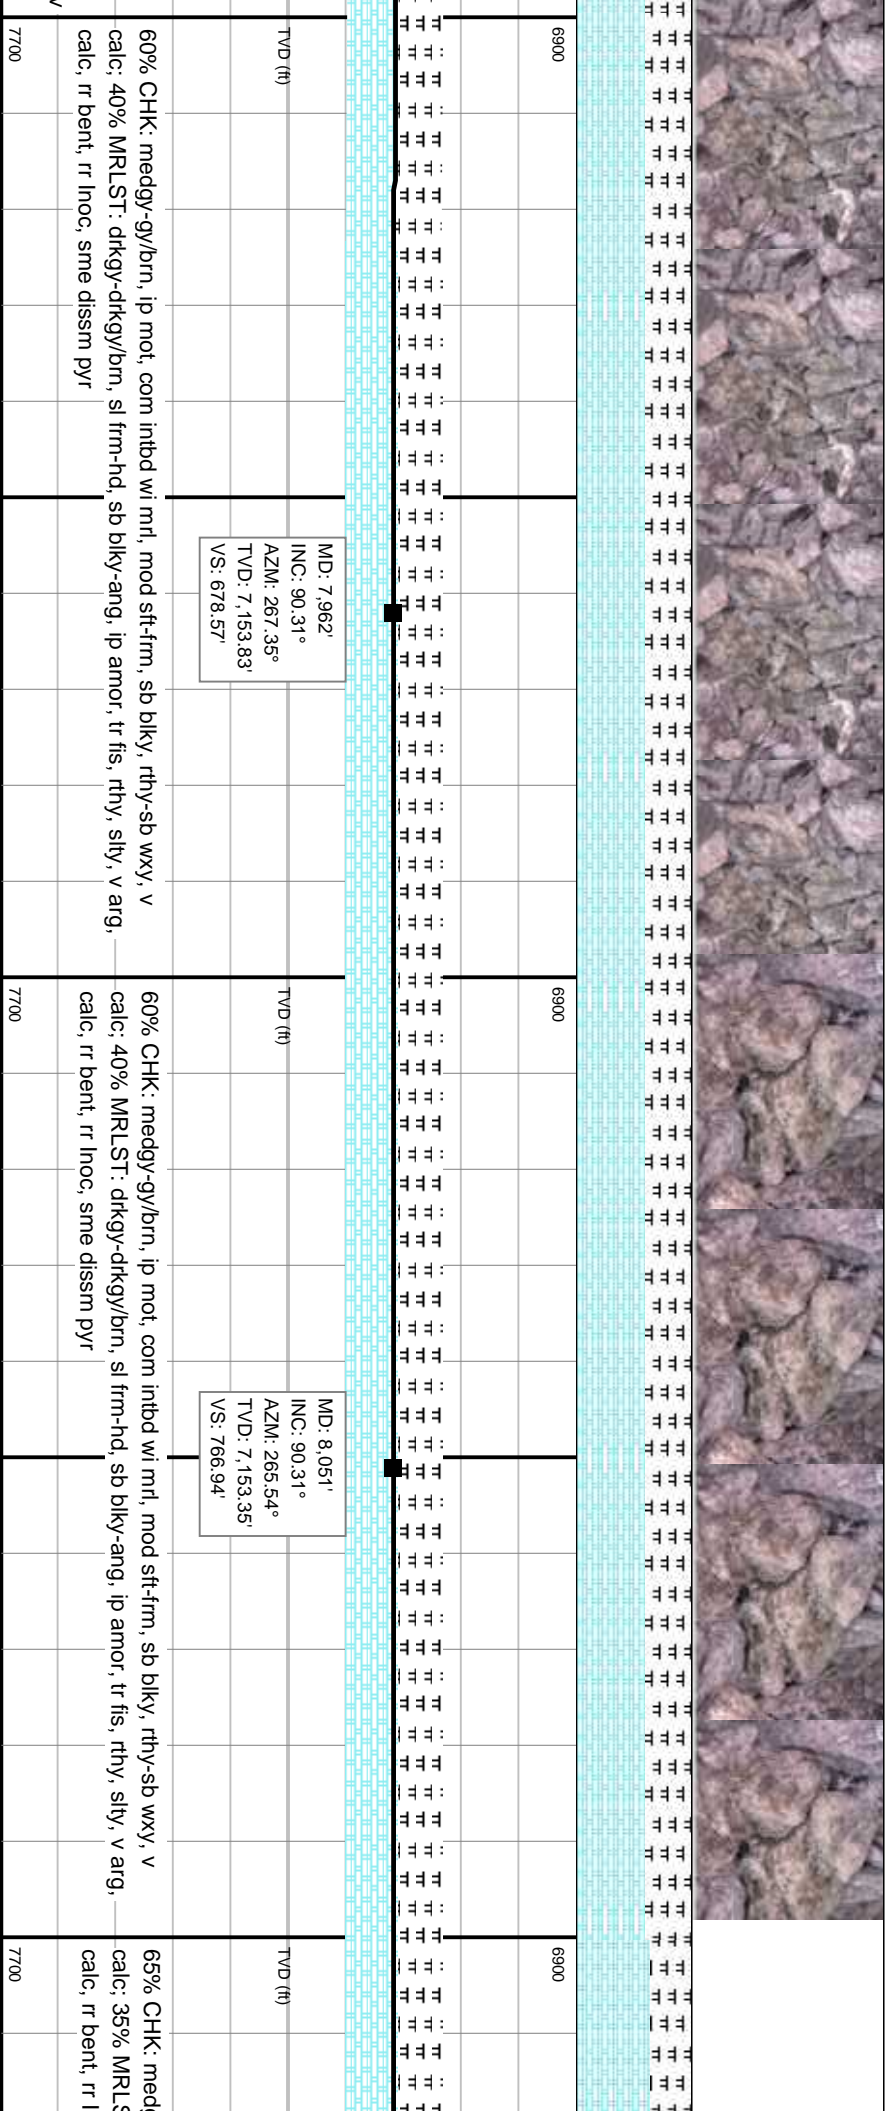 7700
TVD (ft)
6900
60% CHK: medgy-gy/brn, ip mot, com intbd wi mrl, mod sft-frm, sb blky, rthy-sb wxy, v
calc; 40% MRLST: drkgy-drkgy/brn, sl frm-hd, sb blky-ang, ip amor, tr fis, rthy, slty, v arg,
calc, rr bent, rr Inoc, sme dissm pyr
MD: 7,962'
INC: 90.31°
AZM: 267.35°
TVD: 7,153.83'
VS: 678.57'
7700
TVD (ft)
6900
60% CHK: medgy-gy/brn, ip mot, com intbd wi mrl, mod sft-frm, sb blky, rthy-sb wxy, v
calc; 40% MRLST: drkgy-drkgy/brn, sl frm-hd, sb blky-ang, ip amor, tr fis, rthy, slty, v arg,
calc, rr bent, rr Inoc, sme dissm pyr
MD: 8,051'
INC: 90.31°
AZM: 265.54°
TVD: 7,153.35'
VS: 766.94'
7700
TVD (ft)
6900
65% CHK: med
calc; 35% MRLS
calc, rr bent, rr